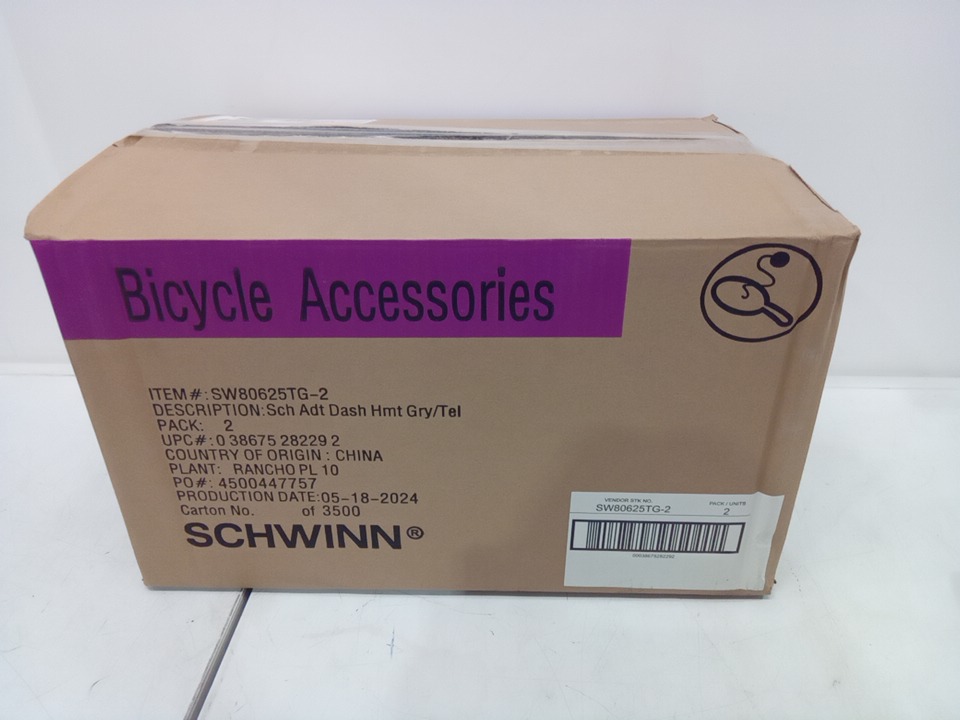 Bicycle Accessories
ITEM#:SW80625TG-2
DESCRIPTION:Sch Adt Dash Hmt Gry/Tel
PACK: 2
UPC#:0 38675 28229 2
COUNTRY OF ORIGIN : CHINA
PLANT: RANCHO PL 10
PO#: 4500447757
PRODUCTION DATE:05-18-2024
Carton No. of 3500
SCHWINN®
VENDOR STK NO. PACK / UNITS
SW80625TG-2 2